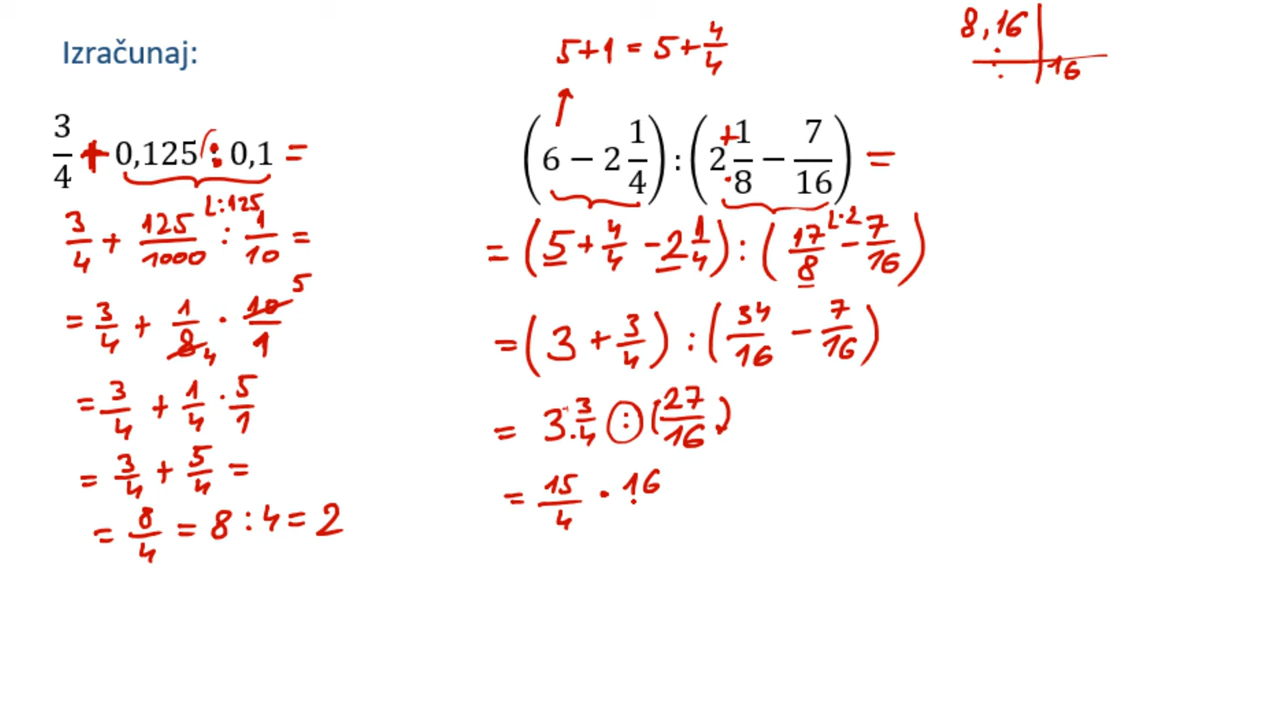 Izračunaj:
3/4 + 0,125 : 0,1 =
3/4 + 125/1000 /:125 : 1/10 =
= 3/4 + 1/8 4 · 10/1 5
= 3/4 + 1/4 · 5/1
= 3/4 + 5/4 =
= 8/4 = 8 : 4 = 2
5 + 1 = 5 + 4/4
(6 − 2 1/4) : (2 + 1/8 − 7/16) =
= (5 + 4/4 − 2 1/4) : (17/8 /·2 − 7/16)
= (3 + 3/4) : (34/16 − 7/16)
= 3 · 3/4 : (27/16)
= 15/4 · 16
8, 16
16